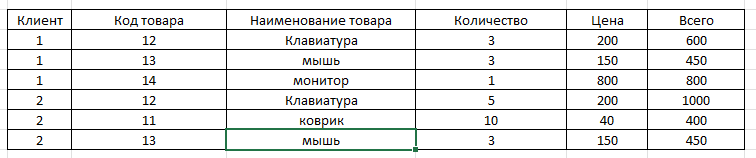 Клиент Код товара Наименование товара Количество Цена Всего
1 12 Клавиатура 3 200 600
1 13 мышь 3 150 450
1 14 монитор 1 800 800
2 12 Клавиатура 5 200 1000
2 11 коврик 10 40 400
2 13 мышь 3 150 450